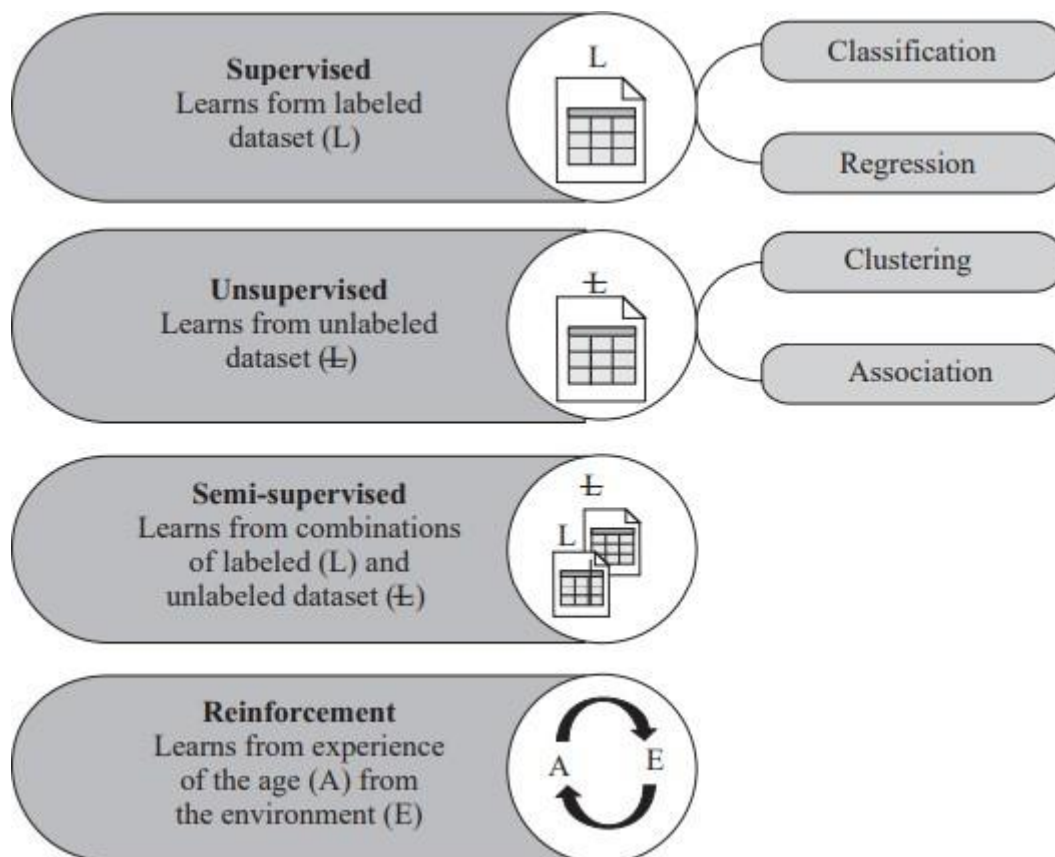 Supervised
Learns form labeled
dataset (L)
L
Classification
Regression
Unsupervised
Learns from unlabeled
dataset (Ł)
Ł
Clustering
Association
Semi-supervised
Learns from combinations
of labeled (L) and
unlabeled dataset (Ł)
Ł
L
Reinforcement
Learns from experience
of the age (A) from
the environment (E)
A
E